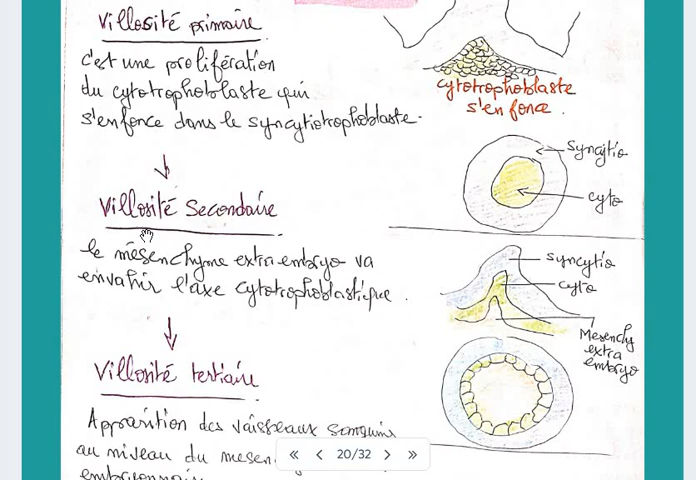 Villosité primaire
c'est une prolifération
du cytotrophoblaste qui
s'enfonce dans le syncytiotrophoblaste.
cytotrophoblaste
s'enfonce.
Syncytio
cyto
Villosité Secondaire
le mésenchyme extra embryo va
envahir l'axe cytotrophoblastique.
syncytio
cyto
Mesenchy
extra
embryo
Villosité tertiaire
Apparition des vaisseaux sanguins
au niveau du mesen
20/32